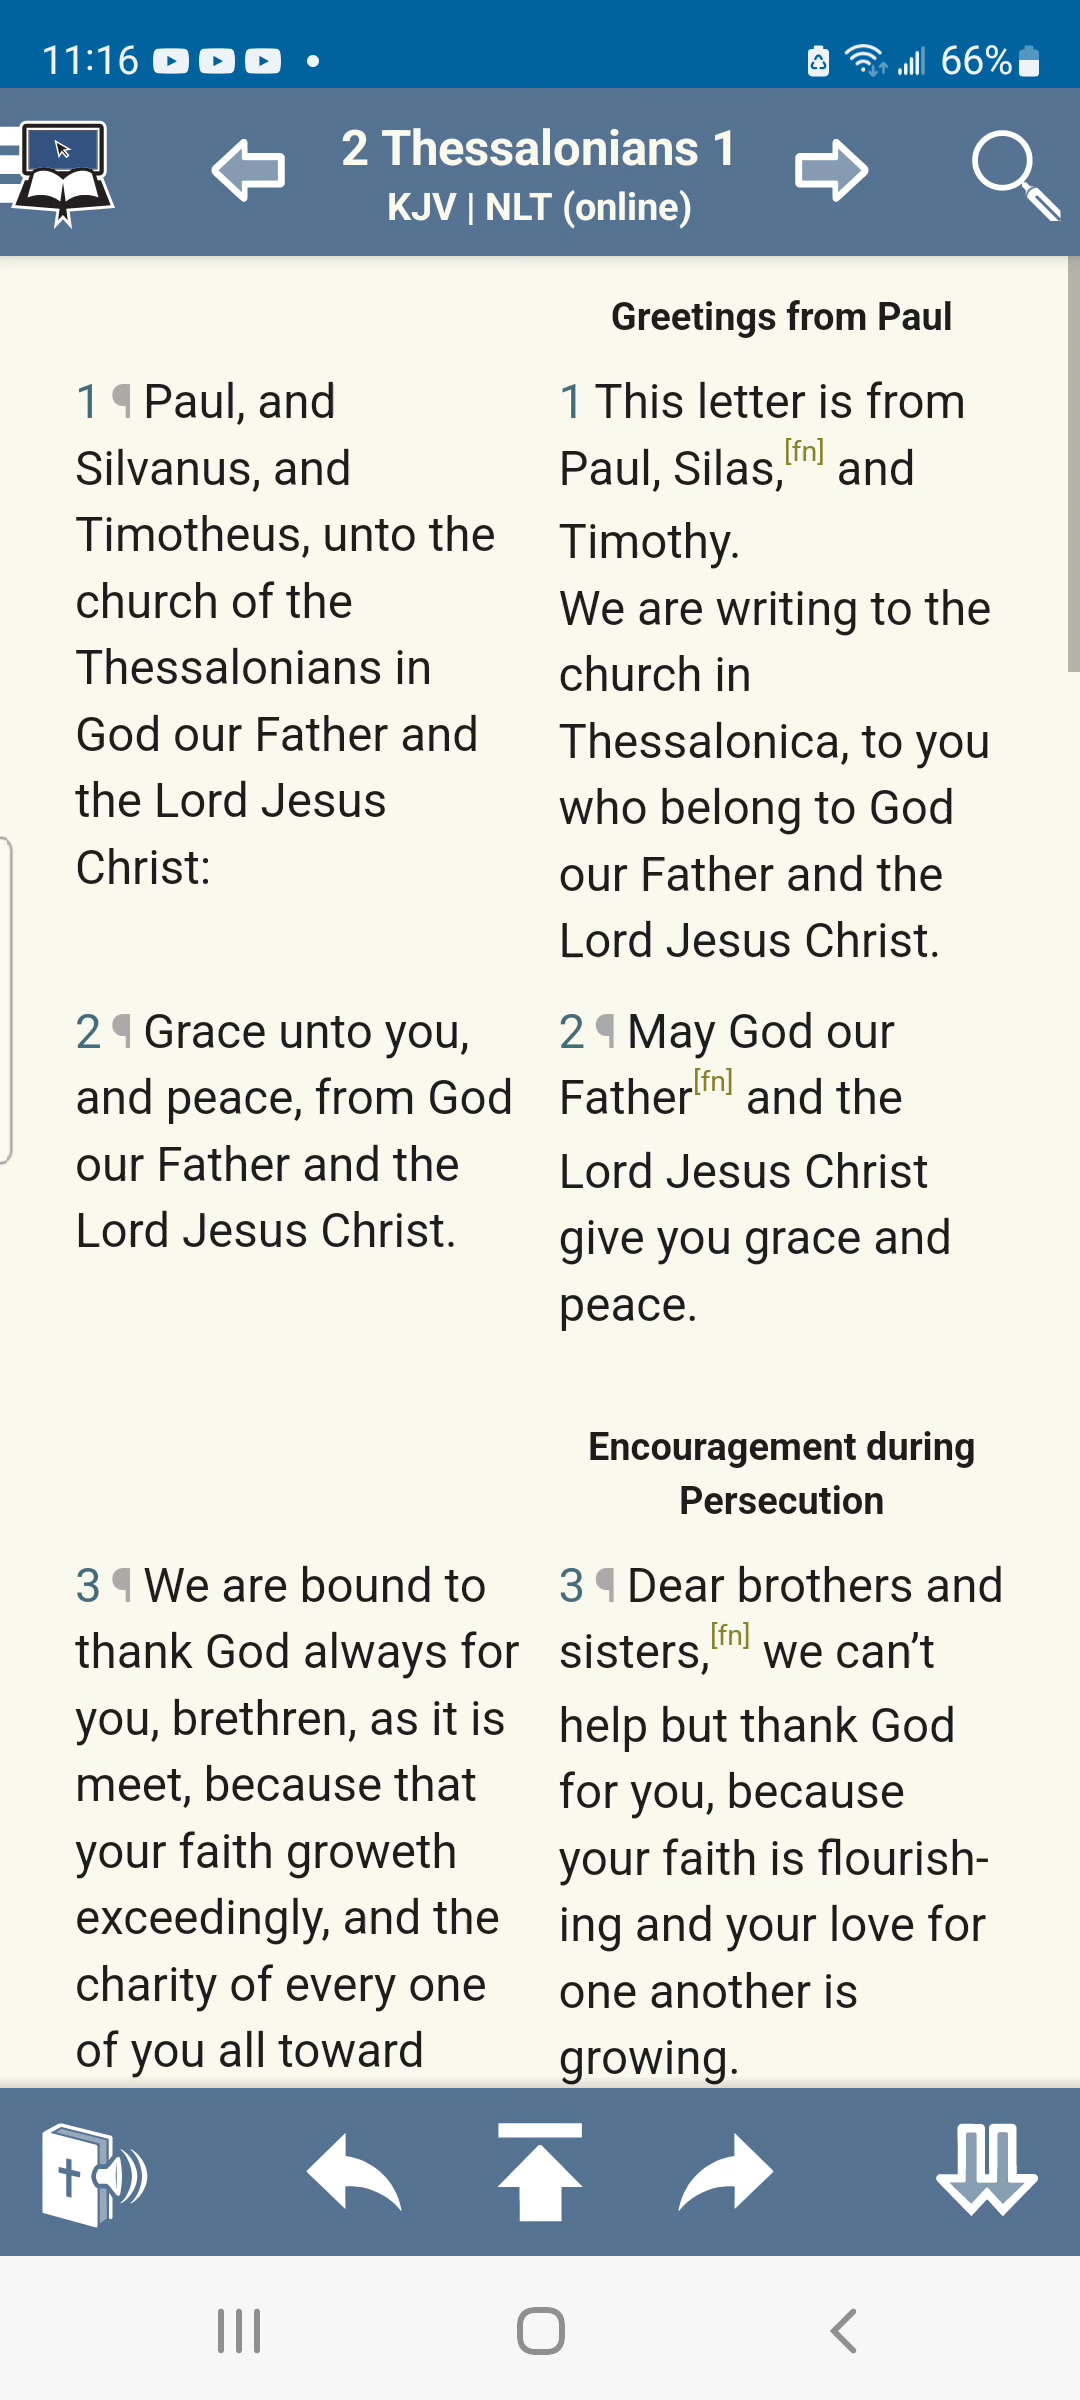 11:16
66%
2 Thessalonians 1
KJV | NLT (online)
1 ¶ Paul, and
Silvanus, and
Timotheus, unto the
church of the
Thessalonians in
God our Father and
the Lord Jesus
Christ:
2 ¶ Grace unto you,
and peace, from God
our Father and the
Lord Jesus Christ.
3 ¶ We are bound to
thank God always for
you, brethren, as it is
meet, because that
your faith groweth
exceedingly, and the
charity of every one
of you all toward
Greetings from Paul
1 This letter is from
Paul, Silas,[fn] and
Timothy.
We are writing to the
church in
Thessalonica, to you
who belong to God
our Father and the
Lord Jesus Christ.
2 ¶ May God our
Father[fn] and the
Lord Jesus Christ
give you grace and
peace.
Encouragement during
Persecution
3 ¶ Dear brothers and
sisters,[fn] we can’t
help but thank God
for you, because
your faith is flourish-
ing and your love for
one another is
growing.